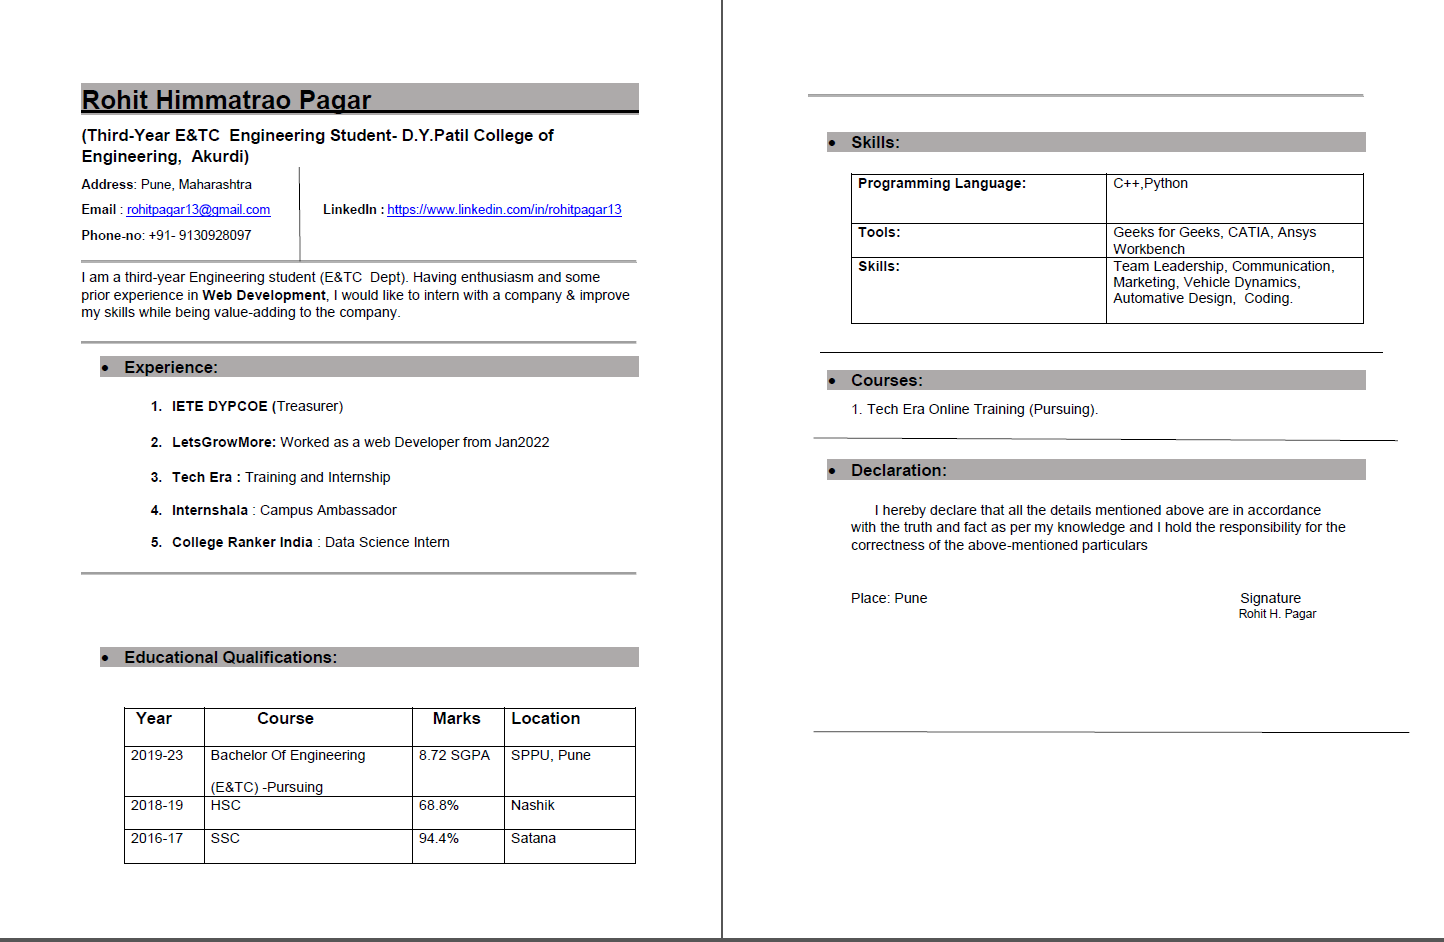 Rohit Himmatrao Pagar
(Third-Year E&TC Engineering Student- D.Y.Patil College of
Engineering, Akurdi)
Address: Pune, Maharashtra
Email : rohitpagar13@gmail.com LinkedIn : https://www.linkedin.com/in/rohitpagar13
Phone-no: +91- 9130928097
I am a third-year Engineering student (E&TC Dept). Having enthusiasm and some
prior experience in Web Development, I would like to intern with a company & improve
my skills while being value-adding to the company.
• Experience:
1. IETE DYPCOE (Treasurer)
2. LetsGrowMore: Worked as a web Developer from Jan2022
3. Tech Era : Training and Internship
4. Internshala : Campus Ambassador
5. College Ranker India : Data Science Intern
• Educational Qualifications:
Year Course Marks Location
2019-23 Bachelor Of Engineering 8.72 SGPA SPPU, Pune
(E&TC) -Pursuing
2018-19 HSC 68.8% Nashik
2016-17 SSC 94.4% Satana
• Skills:
Programming Language: C++,Python
Tools: Geeks for Geeks, CATIA, Ansys
Workbench
Skills: Team Leadership, Communication,
Marketing, Vehicle Dynamics,
Automative Design, Coding.
• Courses:
1. Tech Era Online Training (Pursuing).
• Declaration:
I hereby declare that all the details mentioned above are in accordance
with the truth and fact as per my knowledge and I hold the responsibility for the
correctness of the above-mentioned particulars
Place: Pune Signature
Rohit H. Pagar